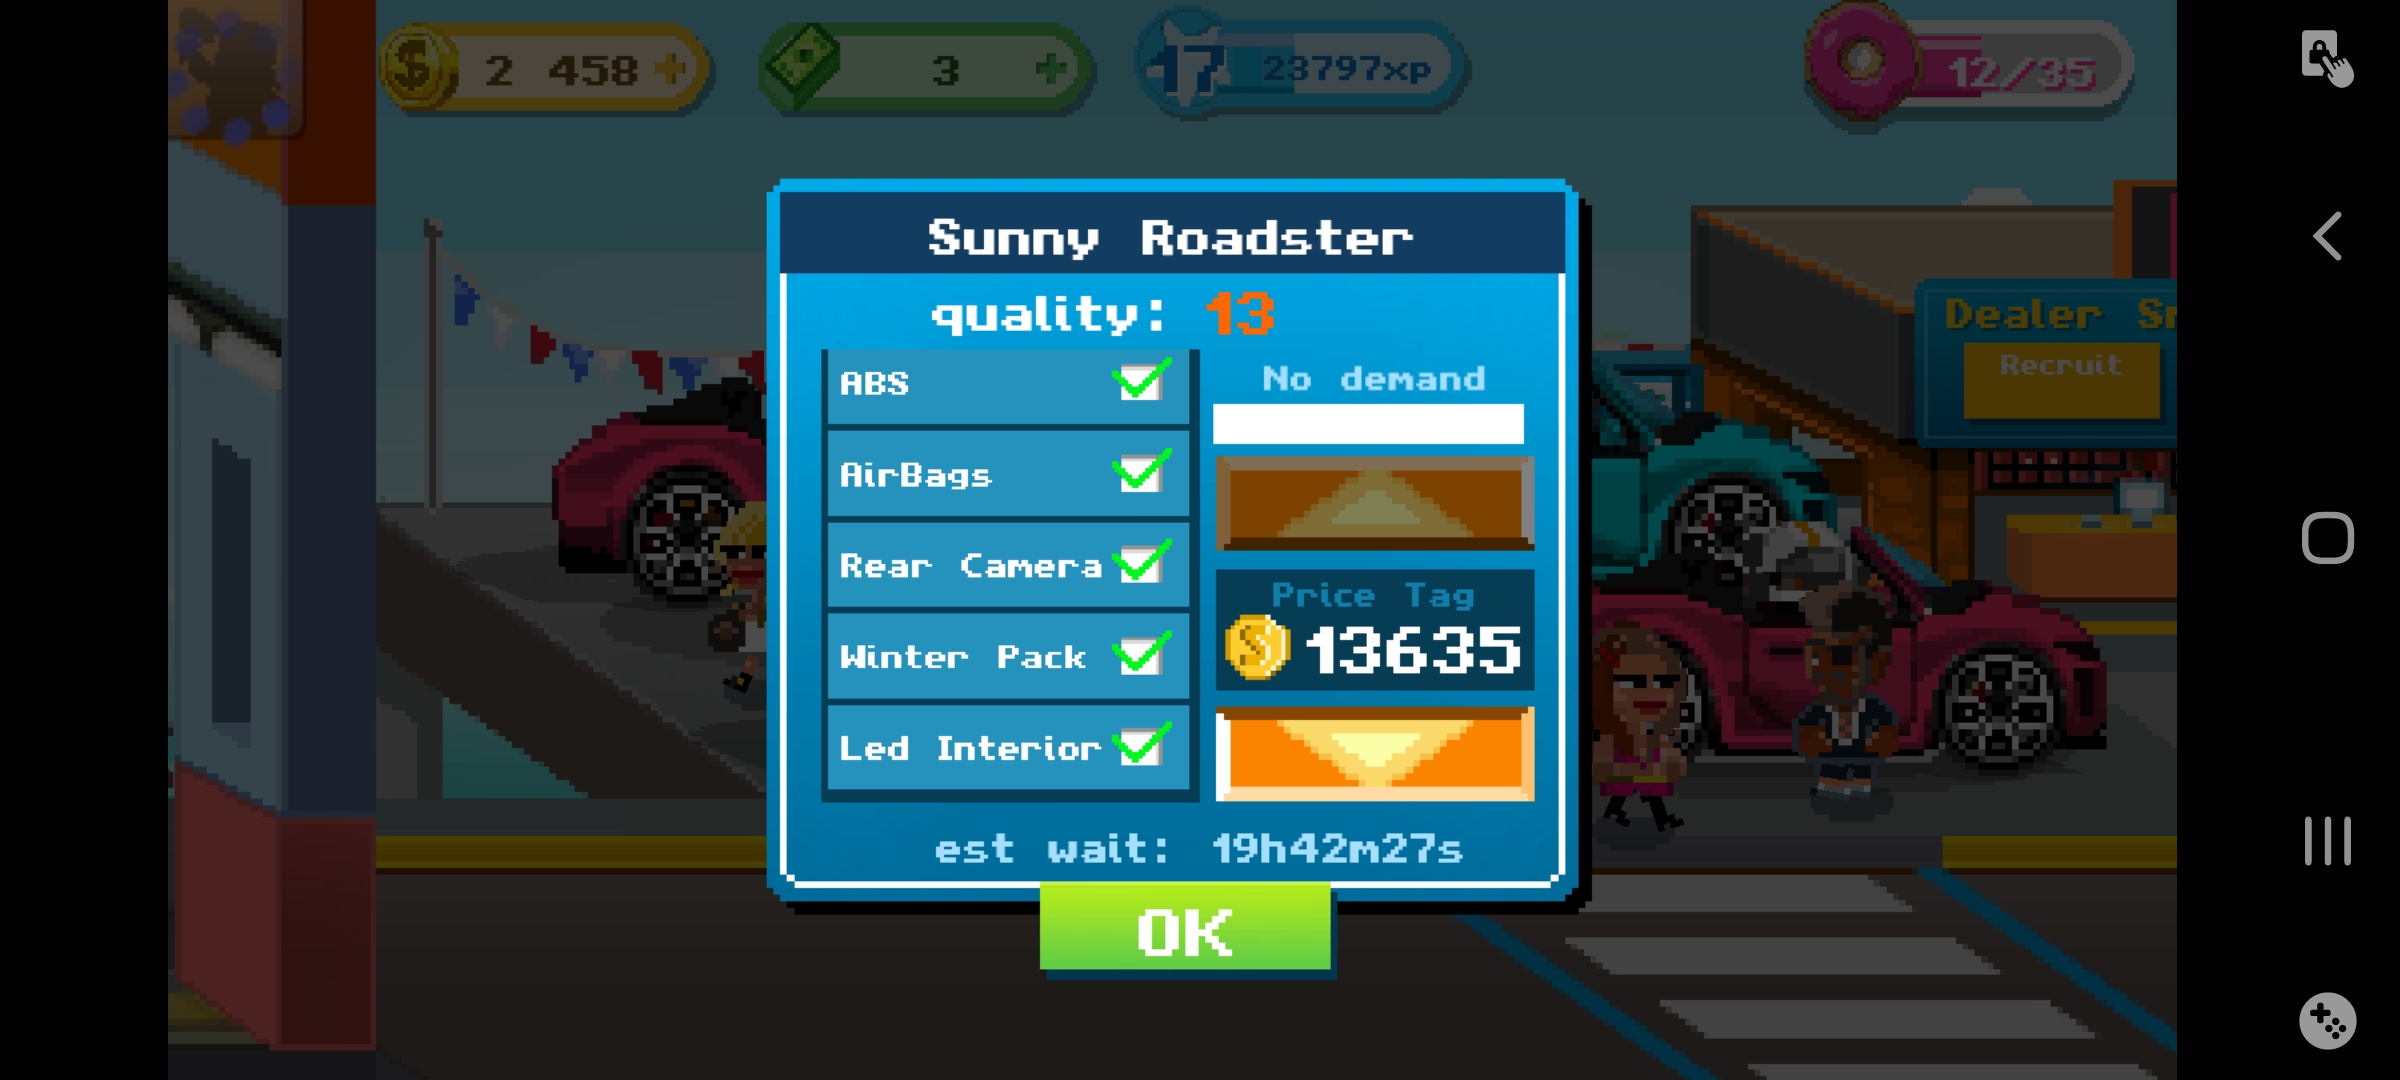 2 458 +
3 +
17
23797xp
12/35
Sunny Roadster
quality: 13
ABS
AirBags
Rear Camera
Winter Pack
Led Interior
No demand
Price Tag
13635
est wait: 19h42m27s
OK
Dealer
Recruit